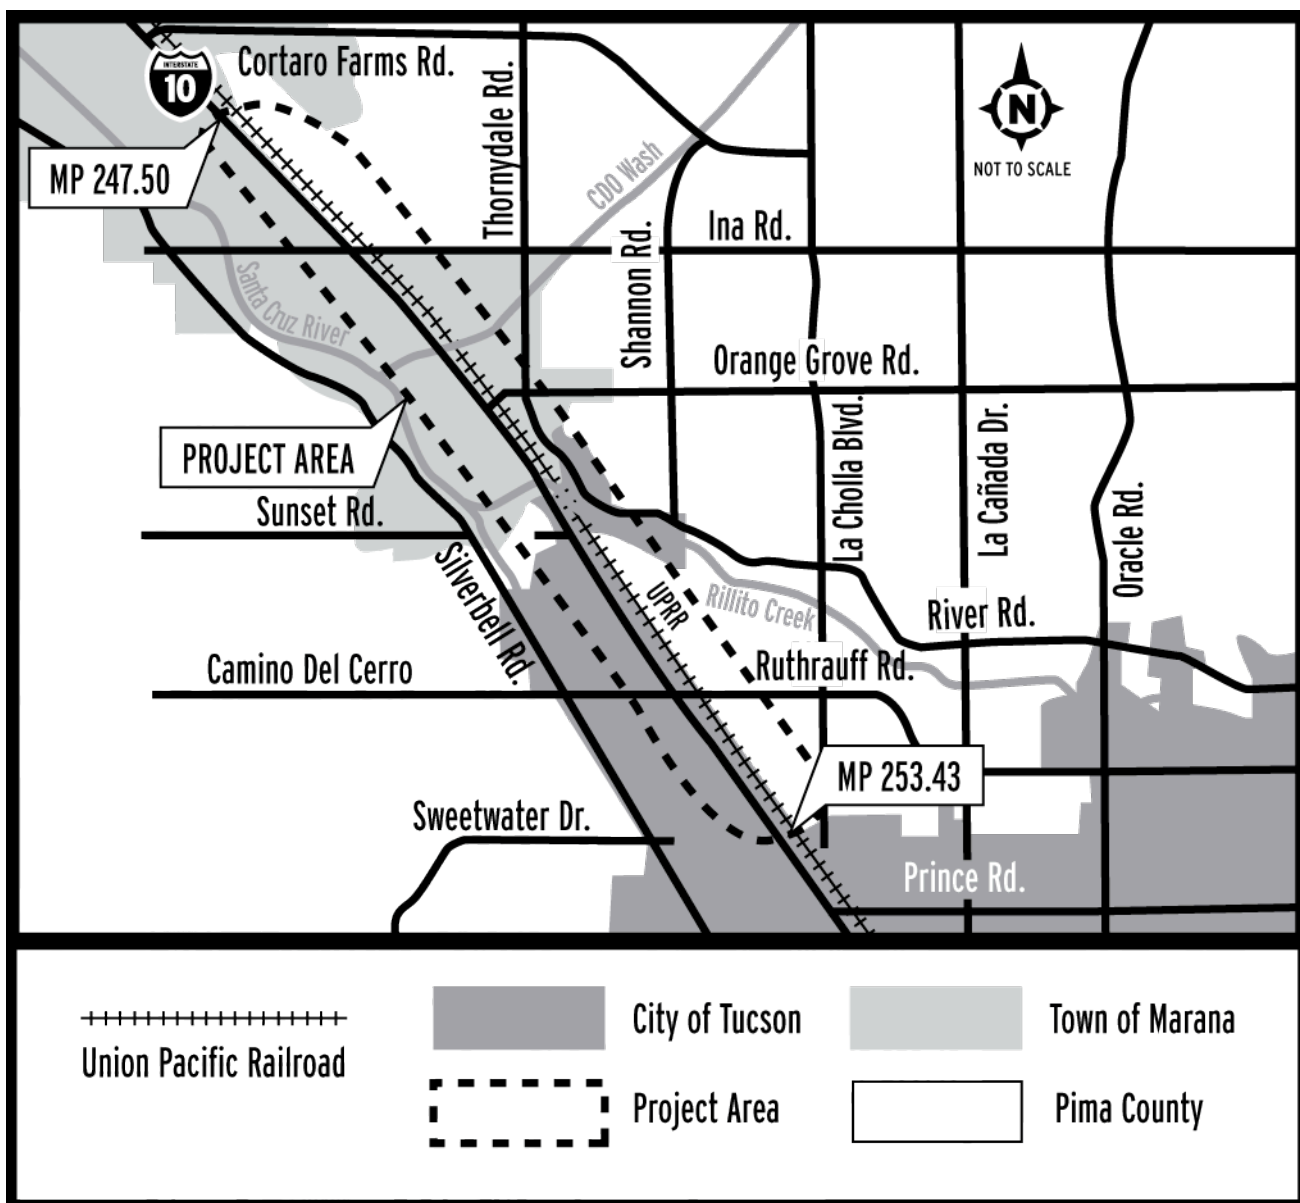 INTERSTATE
10
Cortaro Farms Rd.
Thornydale Rd.
N
NOT TO SCALE
MP 247.50
CDO Wash
Ina Rd.
Shannon Rd.
Santa Cruz River
Orange Grove Rd.
La Cholla Blvd.
La Cañada Dr.
Oracle Rd.
PROJECT AREA
Sunset Rd.
Silverbell Rd.
UPRR
Rillito Creek
River Rd.
Camino Del Cerro
Ruthrauff Rd.
MP 253.43
Sweetwater Dr.
Prince Rd.
Union Pacific Railroad
City of Tucson
Town of Marana
Project Area
Pima County